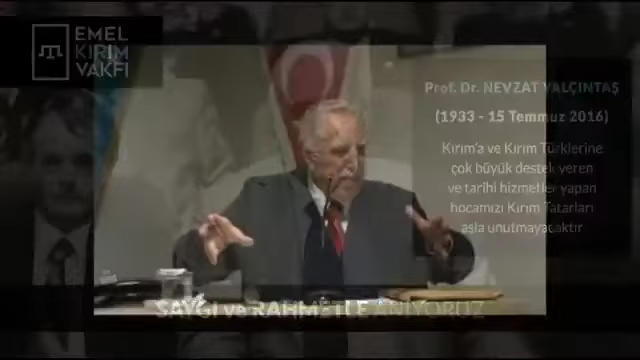 EMEL
KIRIM
VAKFI
Prof. Dr. NEVZAT YALÇINTAŞ
(1933 - 15 Temmuz 2016)
Kırım'a ve Kırım Türklerine
çok büyük destek veren
ve tarihi hizmetler yapan
hocamızı Kırım Tatarları
asla unutmayacaktır
SAYGI ve RAHMETLE ANIYORUZ